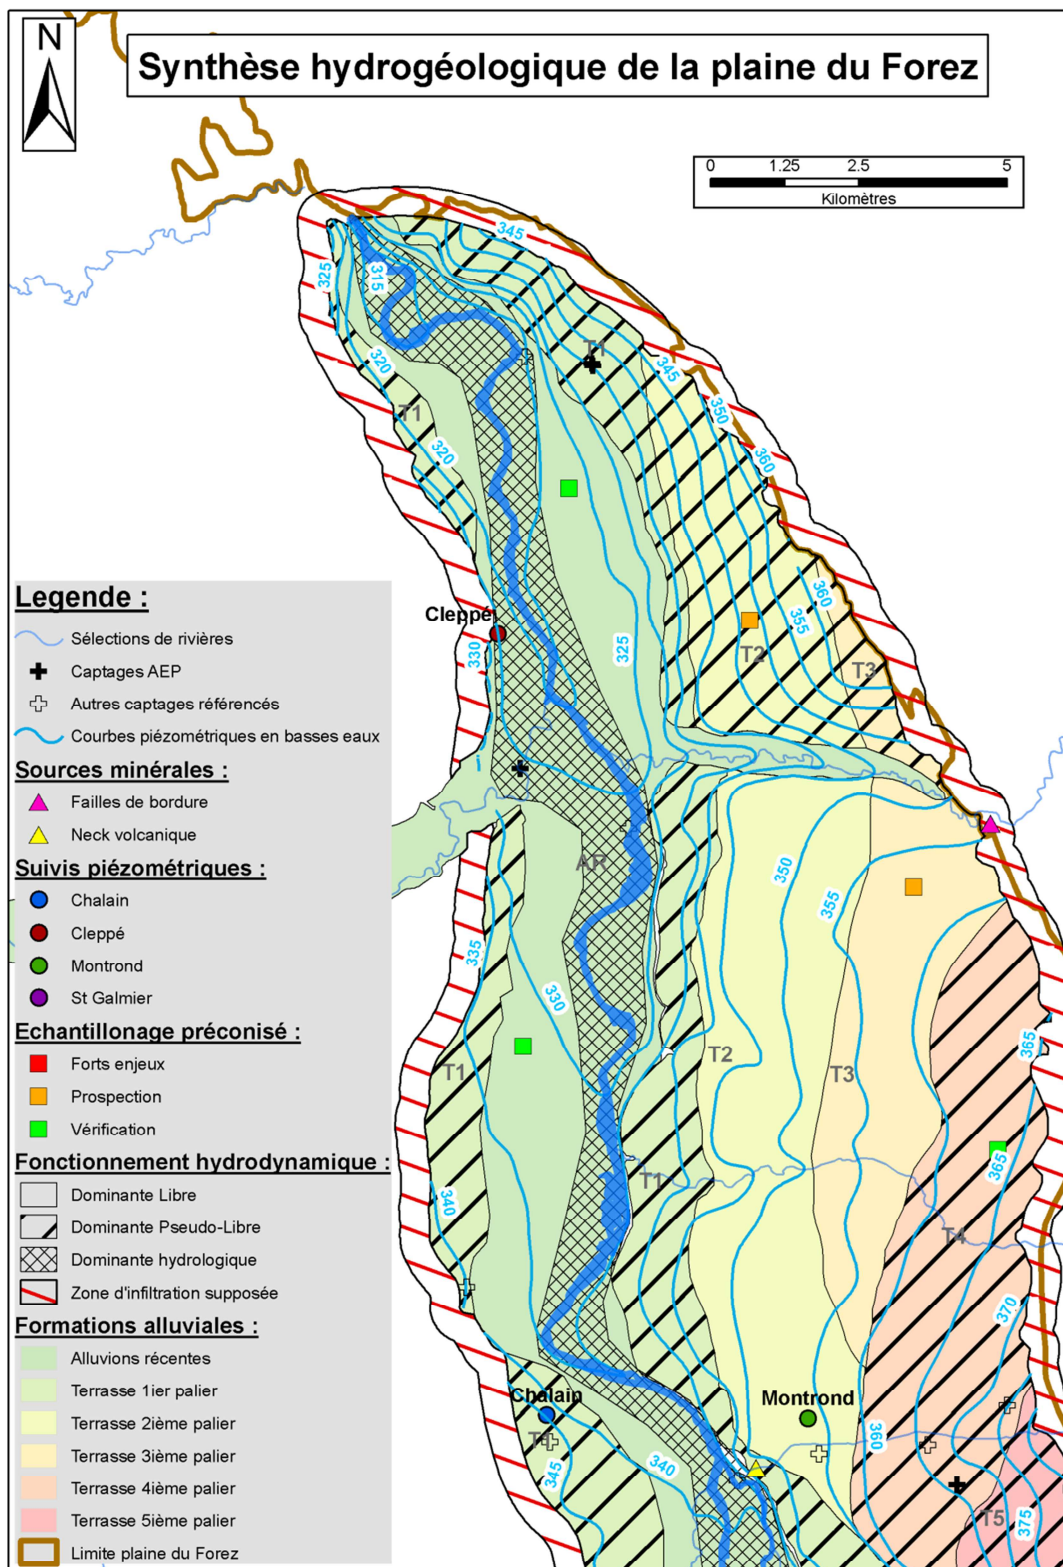 N
Synthèse hydrogéologique de la plaine du Forez
0 1.25 2.5 5
Kilomètres
345
325
315
T1
345
320
350
T1
320
360
360
Cleppé
355
330
325
T2
T3
350
AR
355
335
330
365
T2
T1
T3
365
T1
340
T4
370
Chalain
Montrond
T1
360
340
345
T5
375
Legende :
Sélections de rivières
Captages AEP
Autres captages référencés
Courbes piézométriques en basses eaux
Sources minérales :
Failles de bordure
Neck volcanique
Suivis piézométriques :
Chalain
Cleppé
Montrond
St Galmier
Echantillonage préconisé :
Forts enjeux
Prospection
Vérification
Fonctionnement hydrodynamique :
Dominante Libre
Dominante Pseudo-Libre
Dominante hydrologique
Zone d'infiltration supposée
Formations alluviales :
Alluvions récentes
Terrasse 1ier palier
Terrasse 2ième palier
Terrasse 3ième palier
Terrasse 4ième palier
Terrasse 5ième palier
Limite plaine du Forez